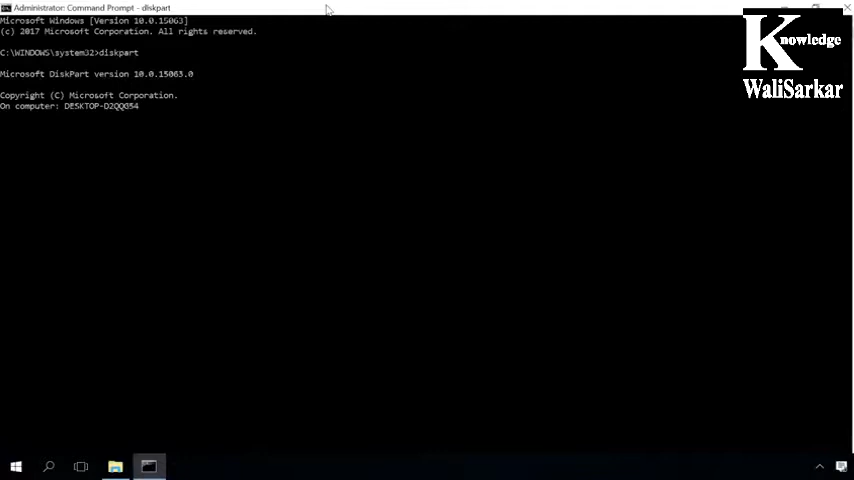 Administrator: Command Prompt - diskpart
Microsoft Windows [Version 10.0.15063]
(c) 2017 Microsoft Corporation. All rights reserved.
C:\WINDOWS\system32>diskpart
Microsoft DiskPart version 10.0.15063.0
Copyright (C) Microsoft Corporation.
On computer: DESKTOP-D2QQG54
Knowledge
WaliSarkar